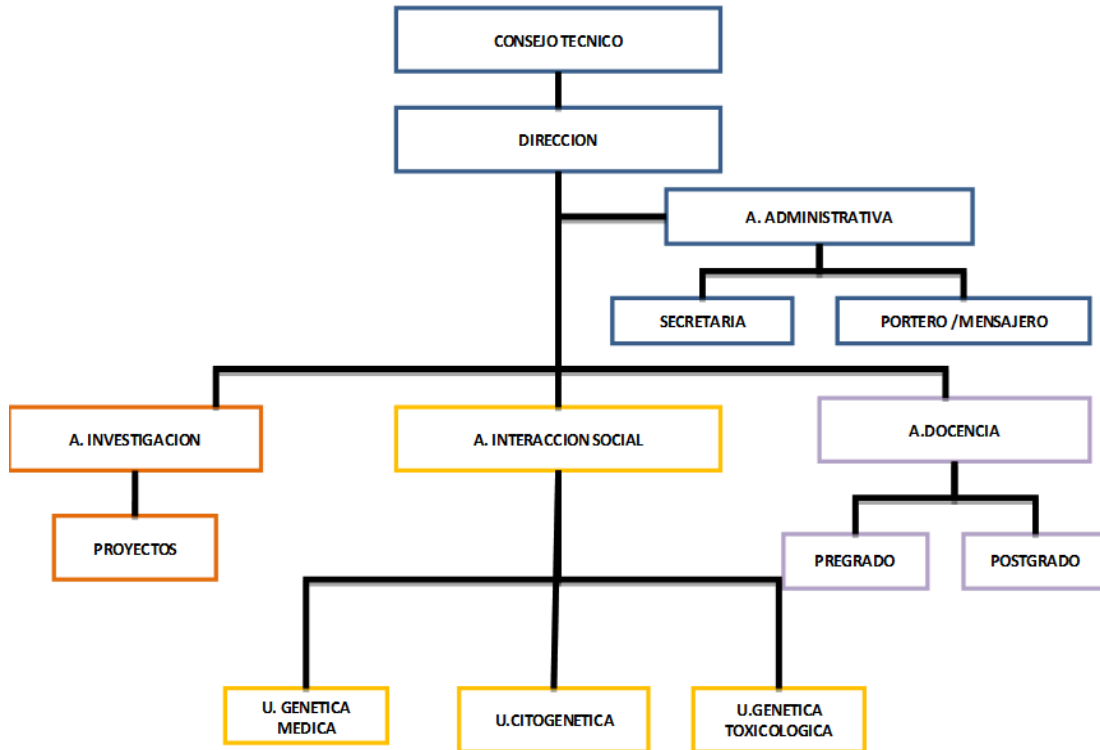 CONSEJO TECNICO
DIRECCION
A. ADMINISTRATIVA
SECRETARIA
PORTERO /MENSAJERO
A. INVESTIGACION
A. INTERACCION SOCIAL
A.DOCENCIA
PROYECTOS
PREGRADO
POSTGRADO
U. GENETICA
MEDICA
U.CITOGENETICA
U.GENETICA
TOXICOLOGICA